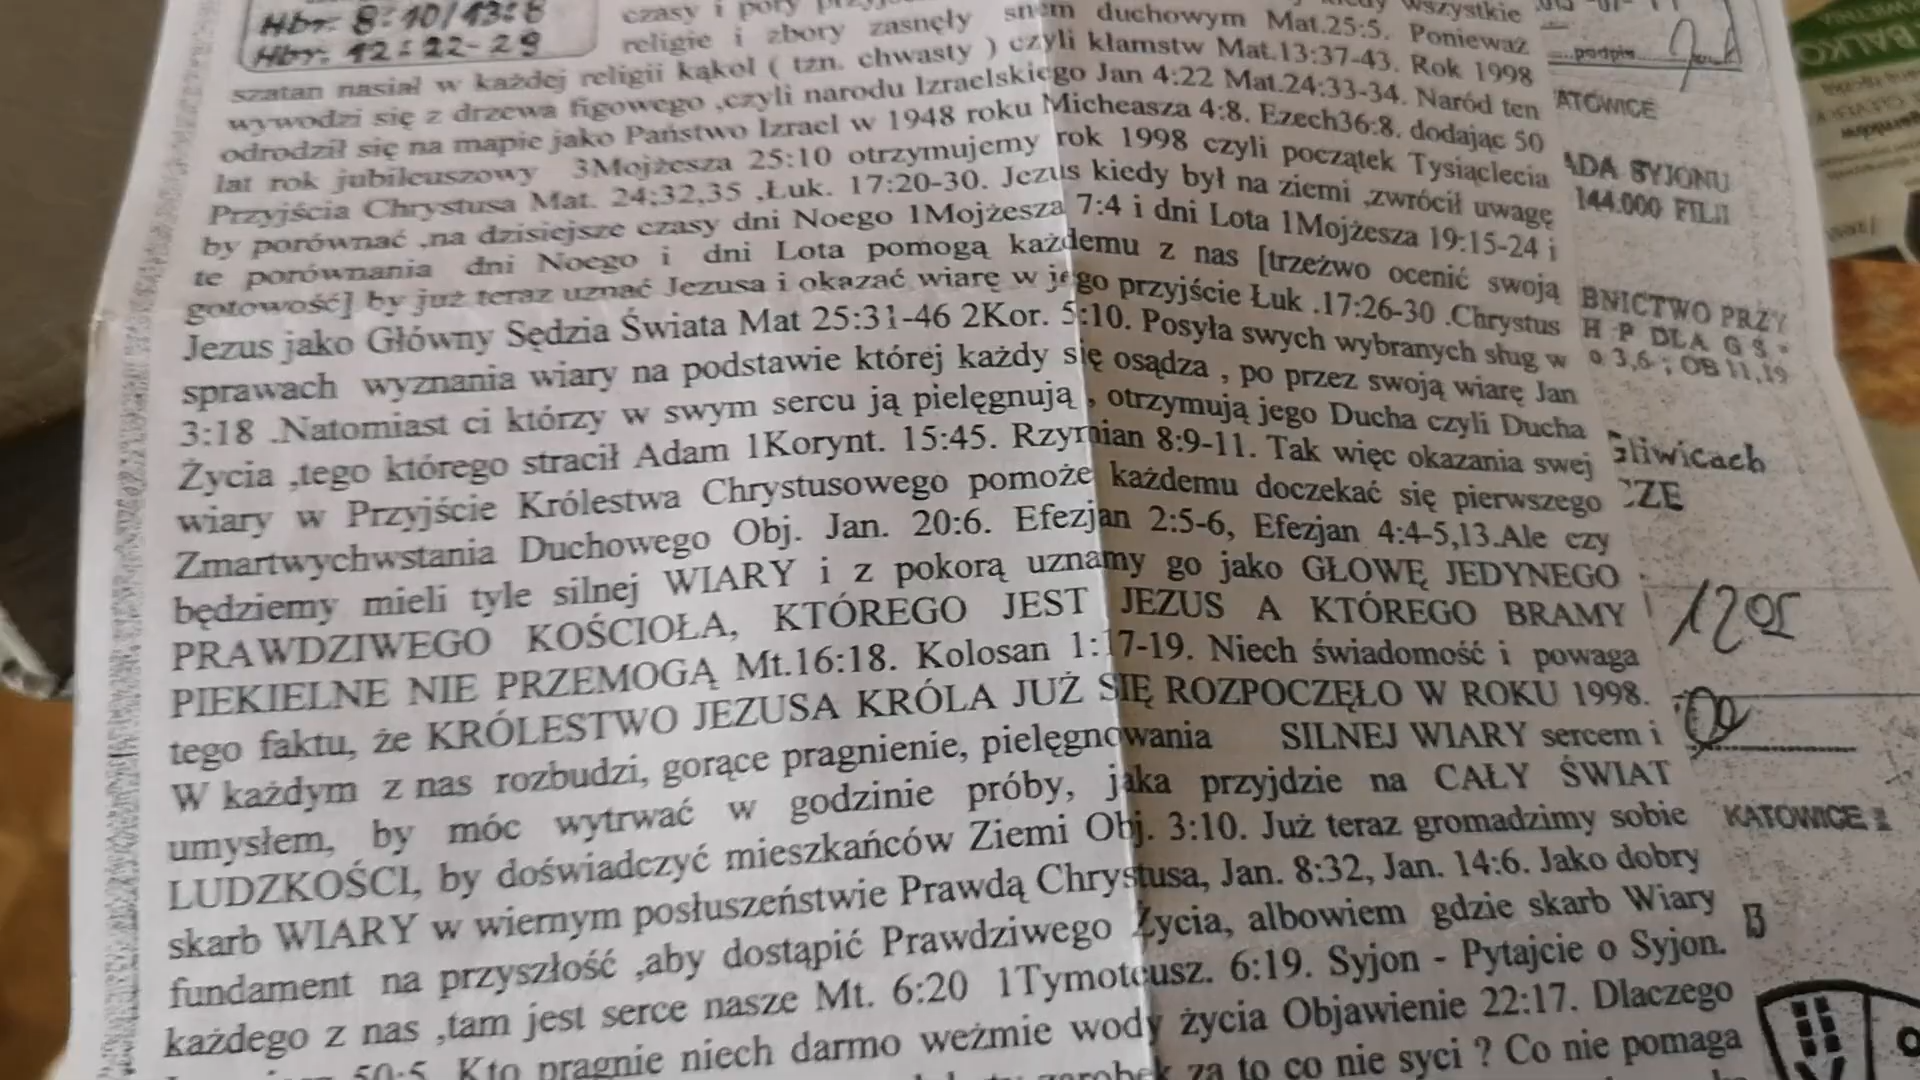 Hbr. 8:10/13:8
Hbr. 12:22-29
czasy i pory wszystkie
religie i zbory zasnęły snem duchowym Mat.25:5. Ponieważ
szatan nasiał w każdej religii kąkol ( tzn. chwasty ) czyli kłamstw Mat.13:37-43. Rok 1998
wywodzi się z drzewa figowego ,czyli narodu Izraelskiego Jan 4:22 Mat.24:33-34. Naród ten
odrodził się na mapie jako Państwo Izrael w 1948 roku Micheasza 4:8. Ezech36:8. dodając 50
lat rok jubileuszowy 3Mojżesza 25:10 otrzymujemy rok 1998 czyli początek Tysiąclecia
Przyjścia Chrystusa Mat. 24:32,35 ,Łuk. 17:20-30. Jezus kiedy był na ziemi ,zwrócił uwagę
by porównać ,na dzisiejsze czasy dni Noego 1Mojżesza 7:4 i dni Lota 1Mojżesza 19:15-24 i
te porównania dni Noego i dni Lota pomogą każdemu z nas [trzeźwo ocenić swoją
gotowość] by już teraz uznać Jezusa i okazać wiarę w jego przyjście Łuk .17:26-30 .Chrystus
Jezus jako Główny Sędzia Świata Mat 25:31-46 2Kor. 5:10. Posyła swych wybranych sług w
sprawach wyznania wiary na podstawie której każdy się osądza , po przez swoją wiarę Jan
3:18 .Natomiast ci którzy w swym sercu ją pielęgnują , otrzymują jego Ducha czyli Ducha
Życia ,tego którego stracił Adam 1Korynt. 15:45. Rzymian 8:9-11. Tak więc okazania swej
wiary w Przyjście Królestwa Chrystusowego pomoże każdemu doczekać się pierwszego
Zmartwychwstania Duchowego Obj. Jan. 20:6. Efezjan 2:5-6, Efezjan 4:4-5,13.Ale czy
będziemy mieli tyle silnej WIARY i z pokorą uznamy go jako GŁOWĘ JEDYNEGO
PRAWDZIWEGO KOŚCIOŁA, KTÓREGO JEST JEZUS A KTÓREGO BRAMY
PIEKIELNE NIE PRZEMOGĄ Mt.16:18. Kolosan 1:17-19. Niech świadomość i powaga
tego faktu, że KRÓLESTWO JEZUSA KRÓLA JUŻ SIĘ ROZPOCZĘŁO W ROKU 1998.
W każdym z nas rozbudzi, gorące pragnienie, pielęgnowania SILNEJ WIARY sercem i
umysłem, by móc wytrwać w godzinie próby, jaka przyjdzie na CAŁY ŚWIAT
LUDZKOŚCI, by doświadczyć mieszkańców Ziemi Obj. 3:10. Już teraz gromadzimy sobie
skarb WIARY w wiernym posłuszeństwie Prawdą Chrystusa, Jan. 8:32, Jan. 14:6. Jako dobry
fundament na przyszłość ,aby dostąpić Prawdziwego Życia, albowiem gdzie skarb Wiary
każdego z nas ,tam jest serce nasze Mt. 6:20 1Tymoteusz. 6:19. Syjon - Pytajcie o Syjon.
50:5. Kto pragnie niech darmo weźmie wody życia Objawienie 22:17. Dlaczego
za to co nie syci ? Co nie pomaga
podpis
ATOWICE
ADA SYJONU
144.000 FILII
BNICTWO PRZY
H P DLA G S
3,6 ; OB 11,19
Gliwicach
CZE
KATOWICE
BALKO